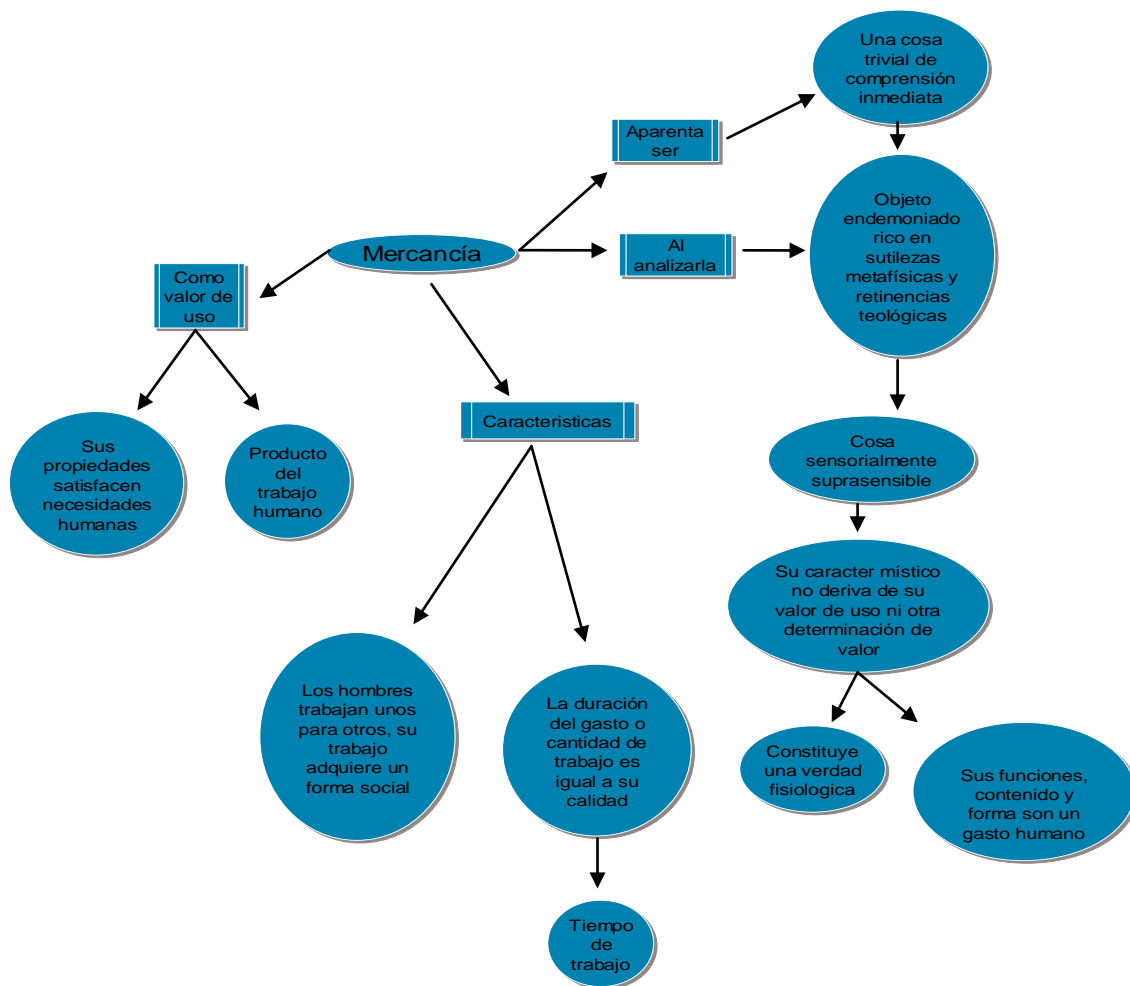 Una cosa
trivial de
comprensión
inmediata
Aparenta
ser
Objeto
endemoniado
rico en
sutilezas
metafísicas y
retinencias
teológicas
Mercancía
Al
analizarla
Como
valor de
uso
Sus
propiedades
satisfacen
necesidades
humanas
Producto
del
trabajo
humano
Caracteristicas
Cosa
sensorialmente
suprasensible
Su caracter místico
no deriva de su
valor de uso ni otra
determinación de
valor
Los hombres
trabajan unos
para otros, su
trabajo
adquiere un
forma social
La duración
del gasto o
cantidad de
trabajo es
igual a su
calidad
Constituye
una verdad
fisiologica
Sus funciones,
contenido y
forma son un
gasto humano
Tiempo
de
trabajo